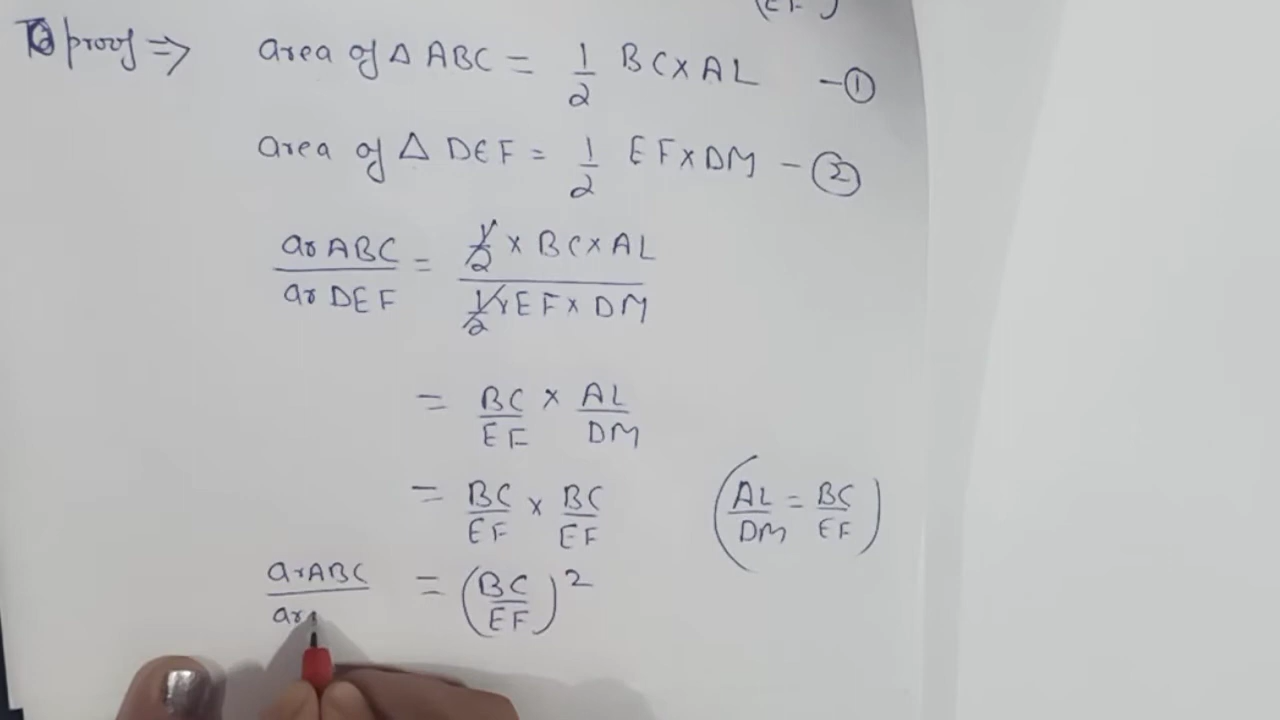 (EF)
To proof ⇒ area of △ ABC = 1/2 BC × AL - ①
area of △ DEF = 1/2 EF × DM - ②
ar ABC / ar DEF = 1/2 × BC × AL / 1/2 × EF × DM
= BC/EF × AL/DM
= BC/EF × BC/EF (AL/DM = BC/EF)
ar ABC / ar = (BC/EF)²